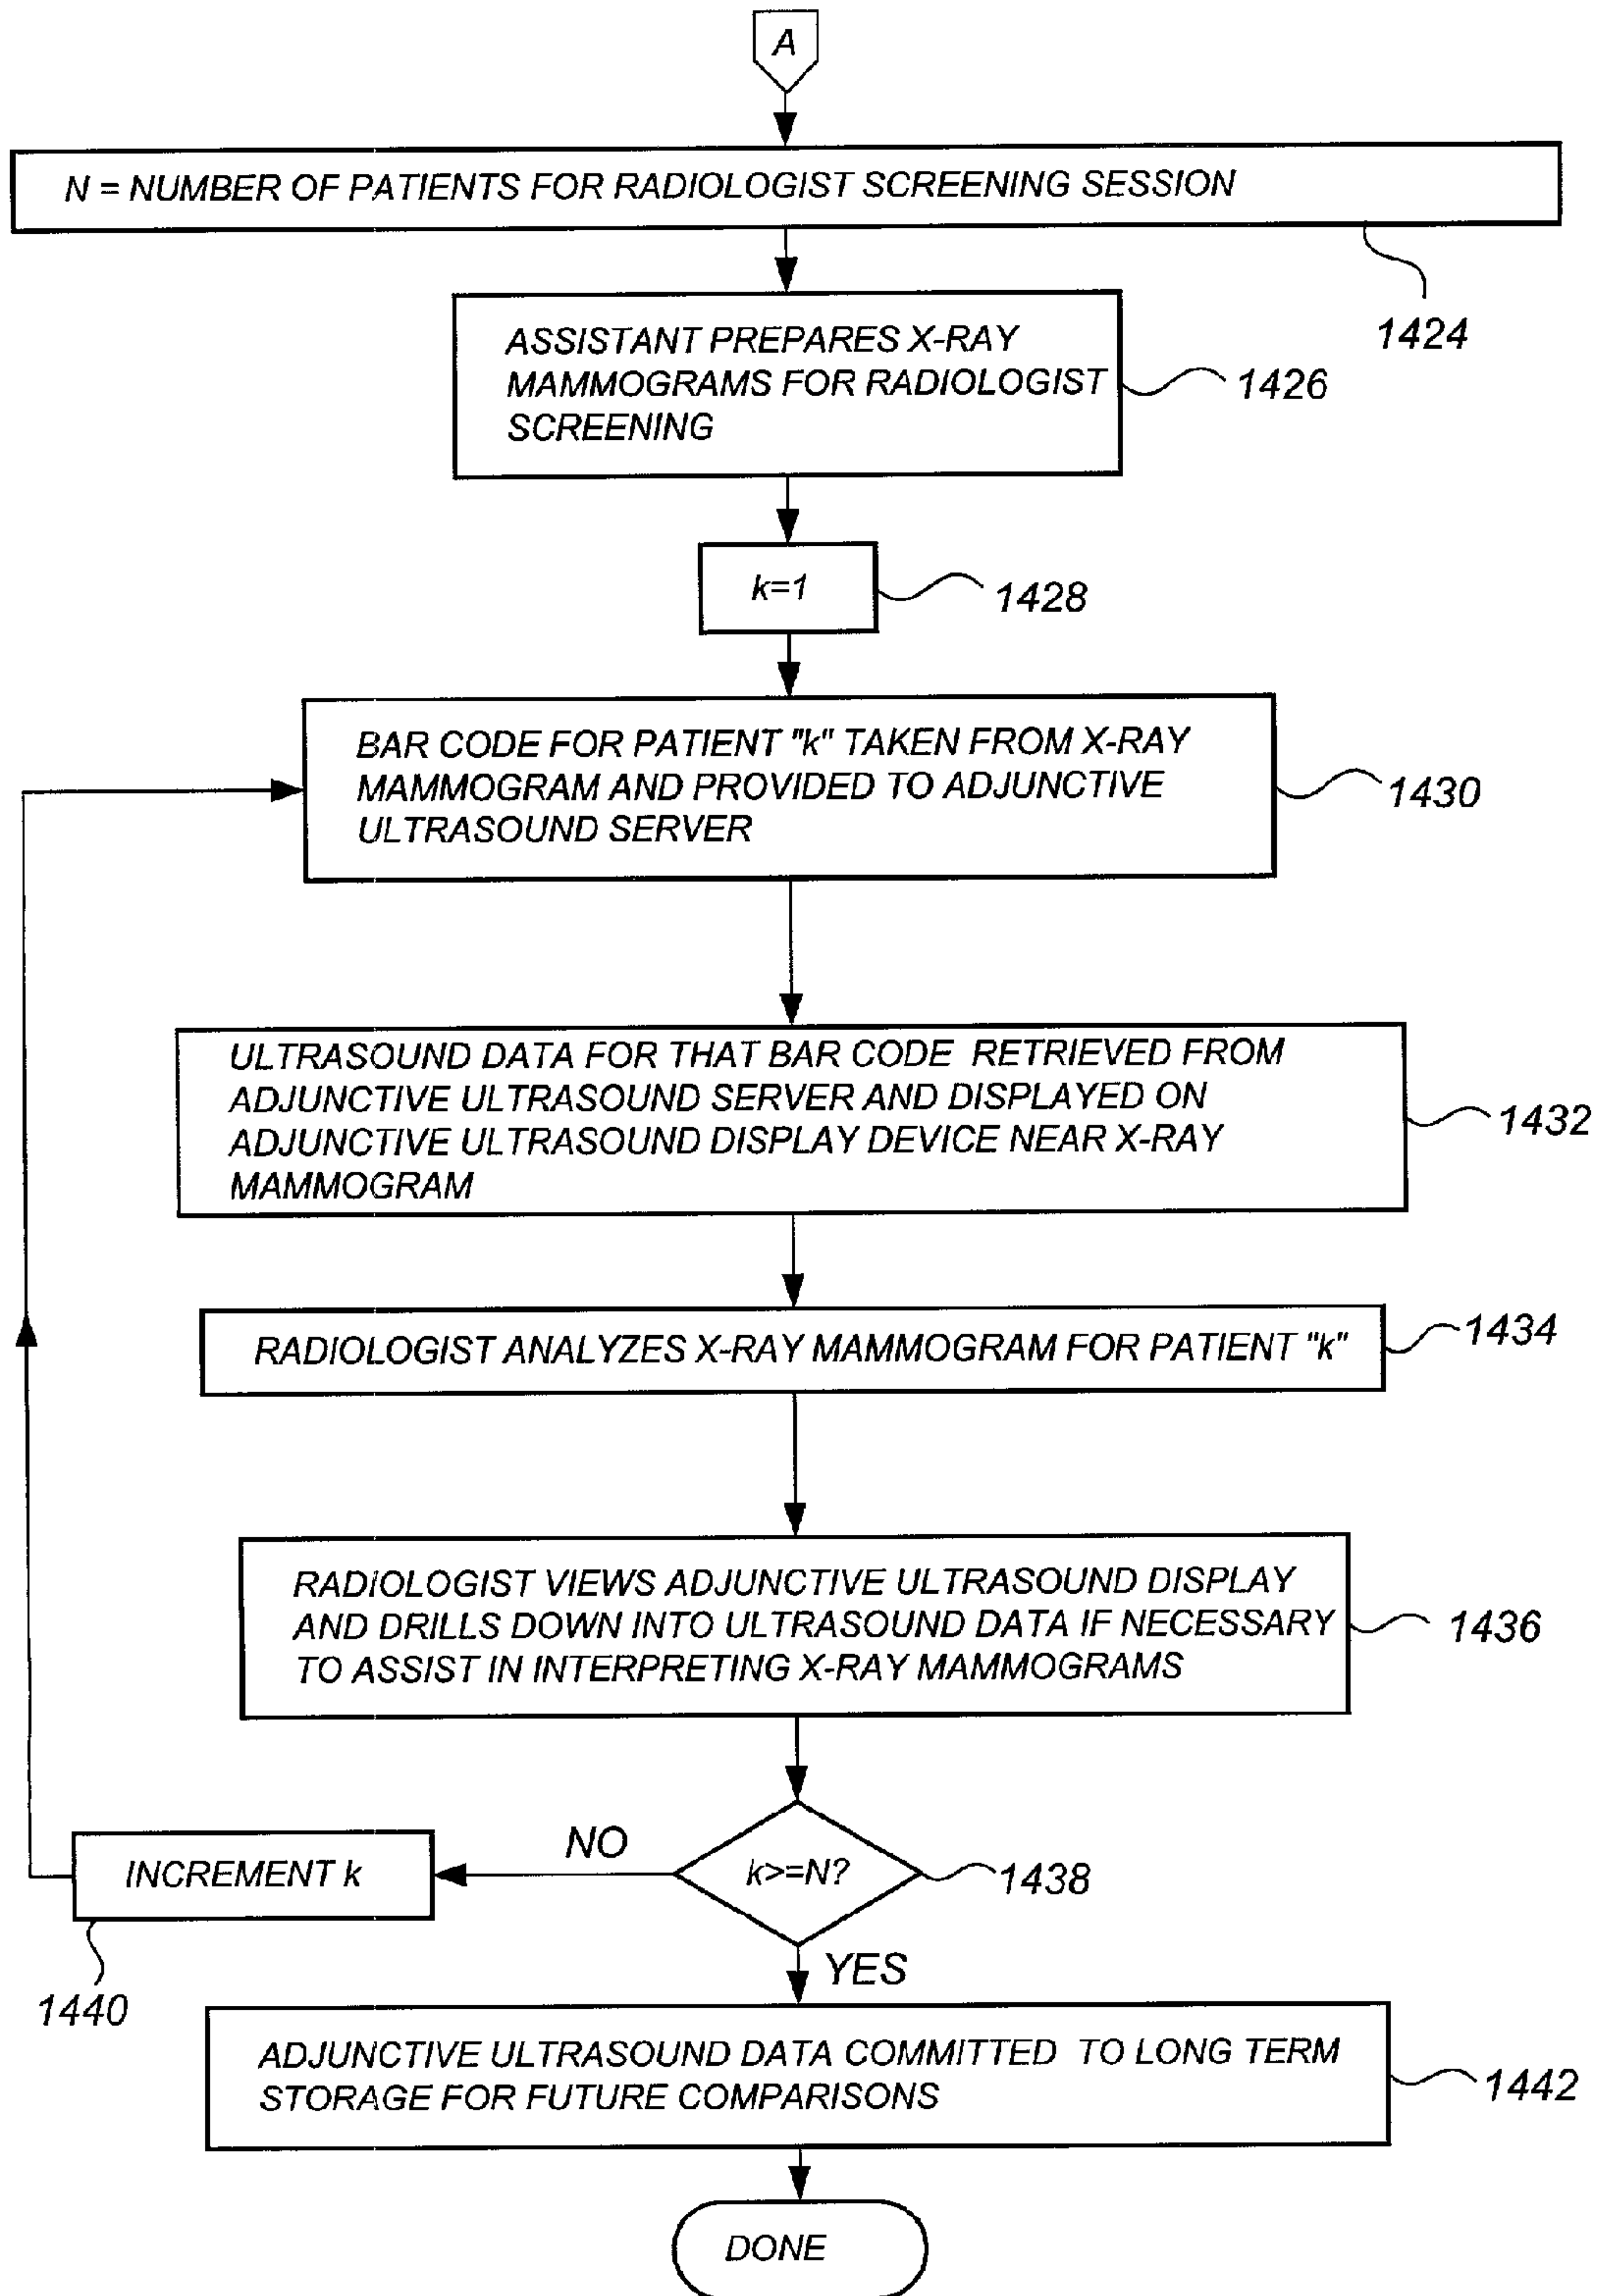 A
N = NUMBER OF PATIENTS FOR RADIOLOGIST SCREENING SESSION
1424
ASSISTANT PREPARES X-RAY
MAMMOGRAMS FOR RADIOLOGIST
SCREENING
1426
k=1
1428
BAR CODE FOR PATIENT "k" TAKEN FROM X-RAY
MAMMOGRAM AND PROVIDED TO ADJUNCTIVE
ULTRASOUND SERVER
1430
ULTRASOUND DATA FOR THAT BAR CODE RETRIEVED FROM
ADJUNCTIVE ULTRASOUND SERVER AND DISPLAYED ON
ADJUNCTIVE ULTRASOUND DISPLAY DEVICE NEAR X-RAY
MAMMOGRAM
1432
RADIOLOGIST ANALYZES X-RAY MAMMOGRAM FOR PATIENT "k"
1434
RADIOLOGIST VIEWS ADJUNCTIVE ULTRASOUND DISPLAY
AND DRILLS DOWN INTO ULTRASOUND DATA IF NECESSARY
TO ASSIST IN INTERPRETING X-RAY MAMMOGRAMS
1436
k>=N?
1438
NO
INCREMENT k
1440
YES
ADJUNCTIVE ULTRASOUND DATA COMMITTED TO LONG TERM
STORAGE FOR FUTURE COMPARISONS
1442
DONE